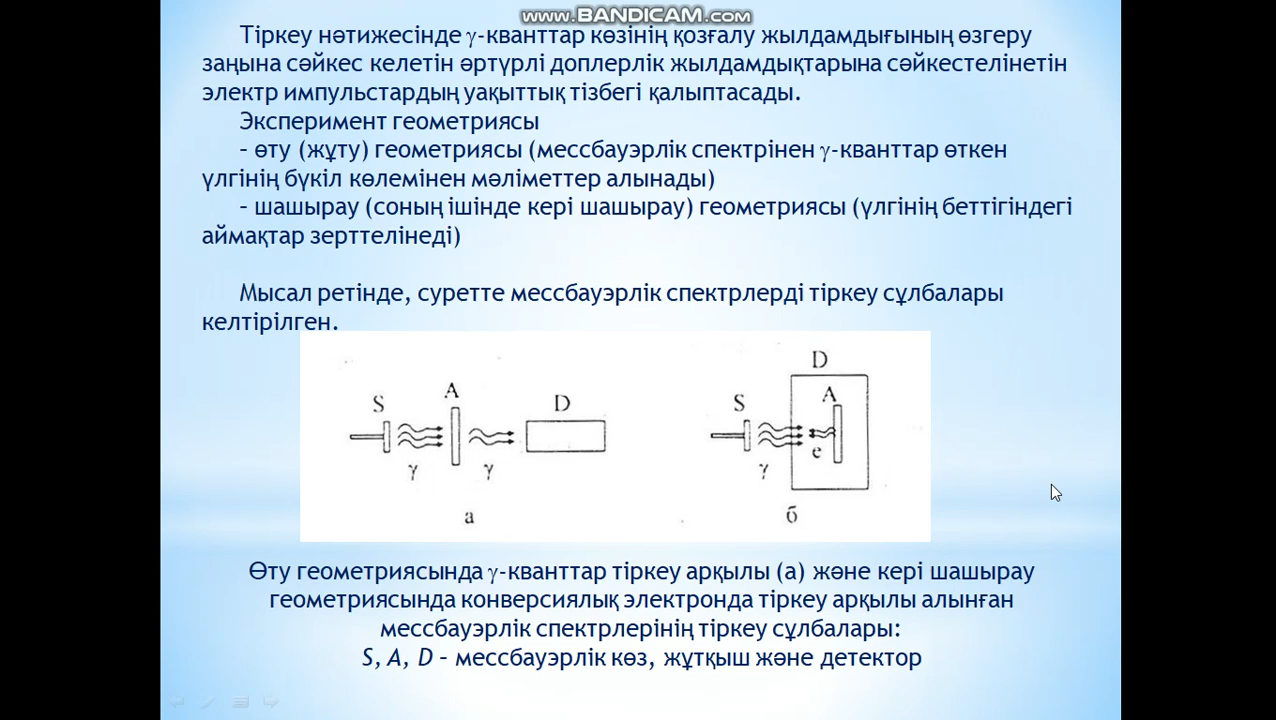 www.BANDICAM.com
Тіркеу нәтижесінде γ-кванттар көзінің қозғалу жылдамдығының өзгеру
заңына сәйкес келетін әртүрлі доплерлік жылдамдықтарына сәйкестелінетін
электр импульстардың уақыттық тізбегі қалыптасады.
Эксперимент геометриясы
– өту (жұту) геометриясы (мессбауэрлік спектрінен γ-кванттар өткен
үлгінің бүкіл көлемінен мәліметтер алынады)
– шашырау (соның ішінде кері шашырау) геометриясы (үлгінің беттігіндегі
аймақтар зерттелінеді)
Мысал ретінде, суретте мессбауэрлік спектрлерді тіркеу сұлбалары
келтірілген.
S A D
γ γ
а
S D A
γ e
б
Өту геометриясында γ-кванттар тіркеу арқылы (а) және кері шашырау
геометриясында конверсиялық электронда тіркеу арқылы алынған
мессбауэрлік спектрлерінің тіркеу сұлбалары:
S, A, D – мессбауэрлік көз, жұтқыш және детектор